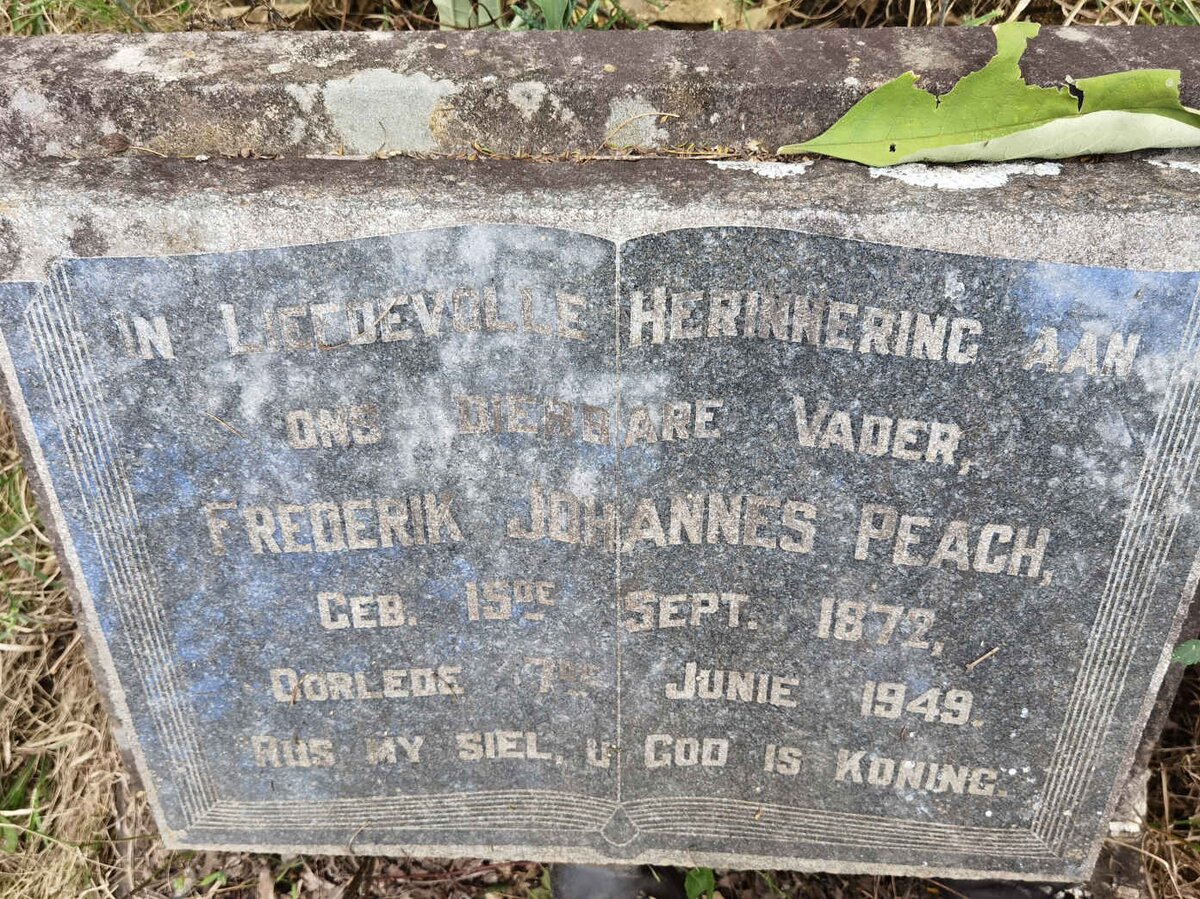 IN LIEFDEVOLLE HERINNERING AAN
ONS DIERBARE VADER,
FREDERIK JOHANNES PEACH,
GEB. 15DE SEPT. 1872,
OORLEDE 7DE JUNIE 1949.
RUS MY SIEL, U GOD IS KONING.